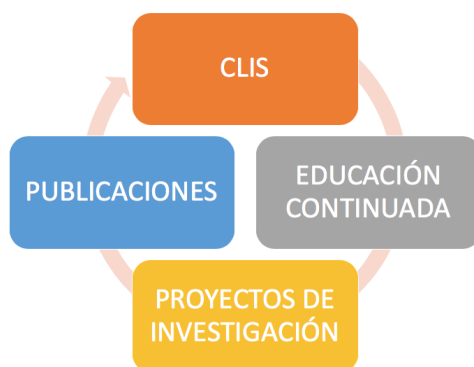 CLIS
PUBLICACIONES
EDUCACIÓN
CONTINUADA
PROYECTOS DE
INVESTIGACIÓN